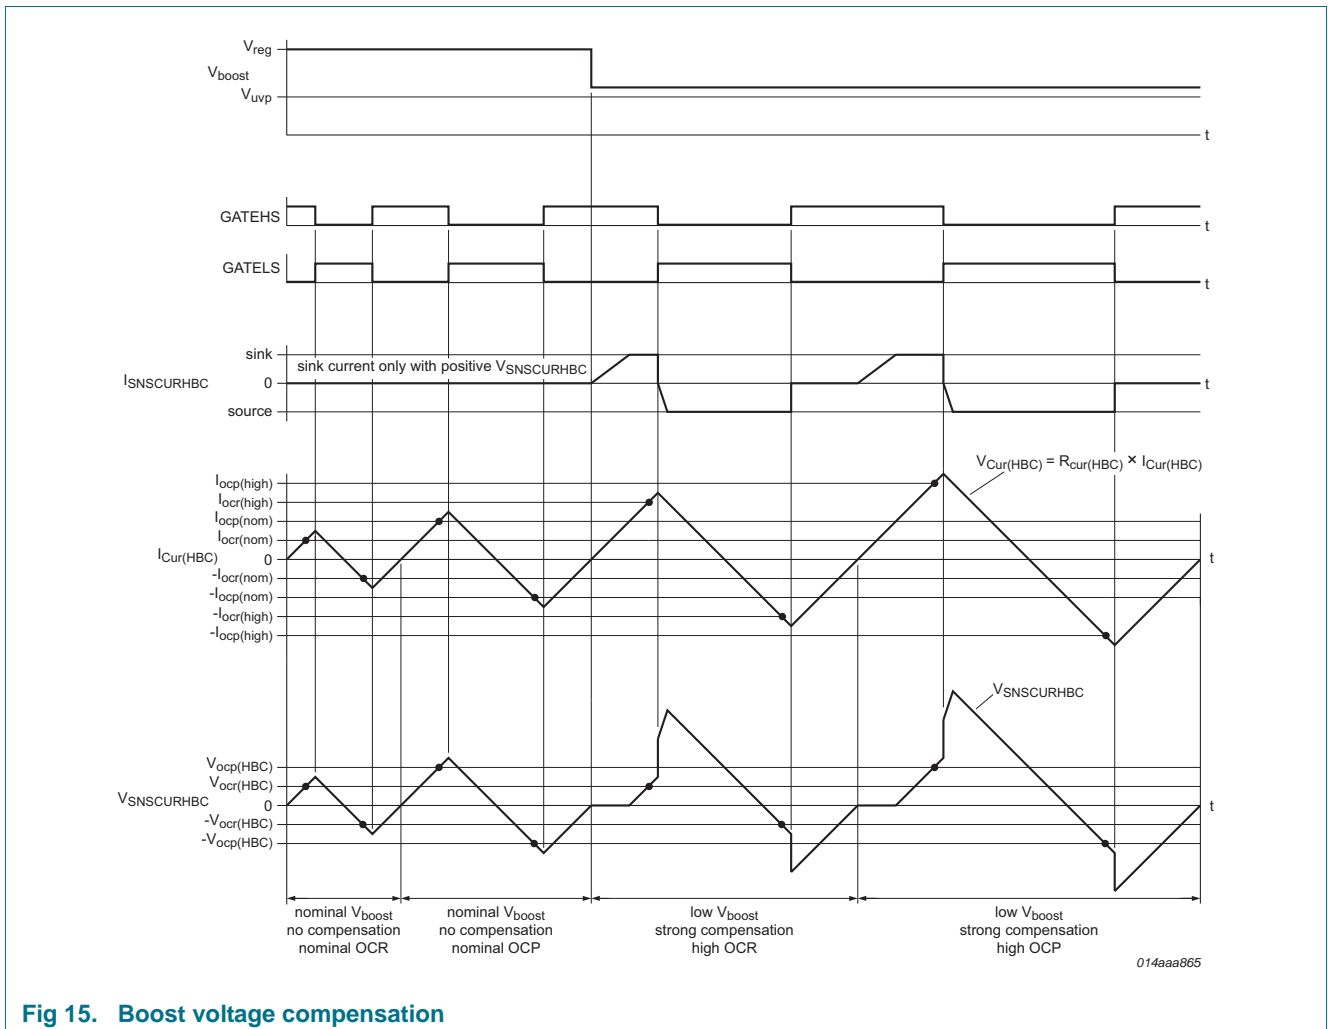 Vreg
Vboost
Vuvp
t
GATEHS
t
GATELS
t
sink
sink current only with positive VSNSCURHBC
ISNSCURHBC
0
t
source
VCur(HBC) = Rcur(HBC) × ICur(HBC)
Iocp(high)
Iocr(high)
Iocp(nom)
Iocr(nom)
ICur(HBC)
0
t
-Iocr(nom)
-Iocp(nom)
-Iocr(high)
-Iocp(high)
VSNSCURHBC
Vocp(HBC)
Vocr(HBC)
VSNSCURHBC
0
t
-Vocr(HBC)
-Vocp(HBC)
nominal Vboost
no compensation
nominal OCR
nominal Vboost
no compensation
nominal OCP
low Vboost
strong compensation
high OCR
low Vboost
strong compensation
high OCP
014aaa865
Fig 15. Boost voltage compensation